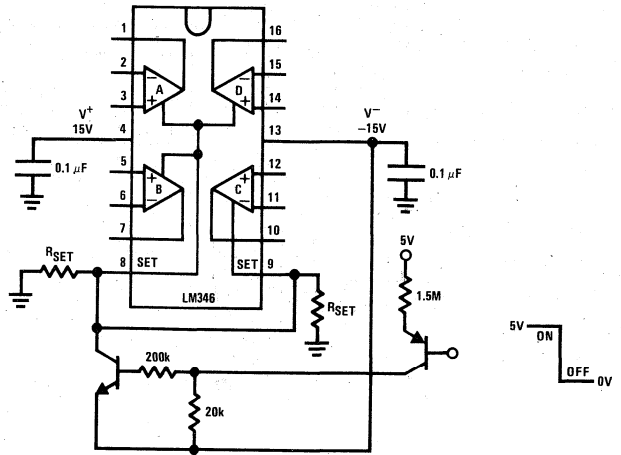 1
16
2
15
A
D
3
14
V+
15V
4
13
V−
−15V
0.1 μF
5
12
0.1 μF
B
C
6
11
7
10
RSET
8 SET
SET 9
5V
LM346
RSET
1.5M
200k
5V
ON
OFF
0V
20k